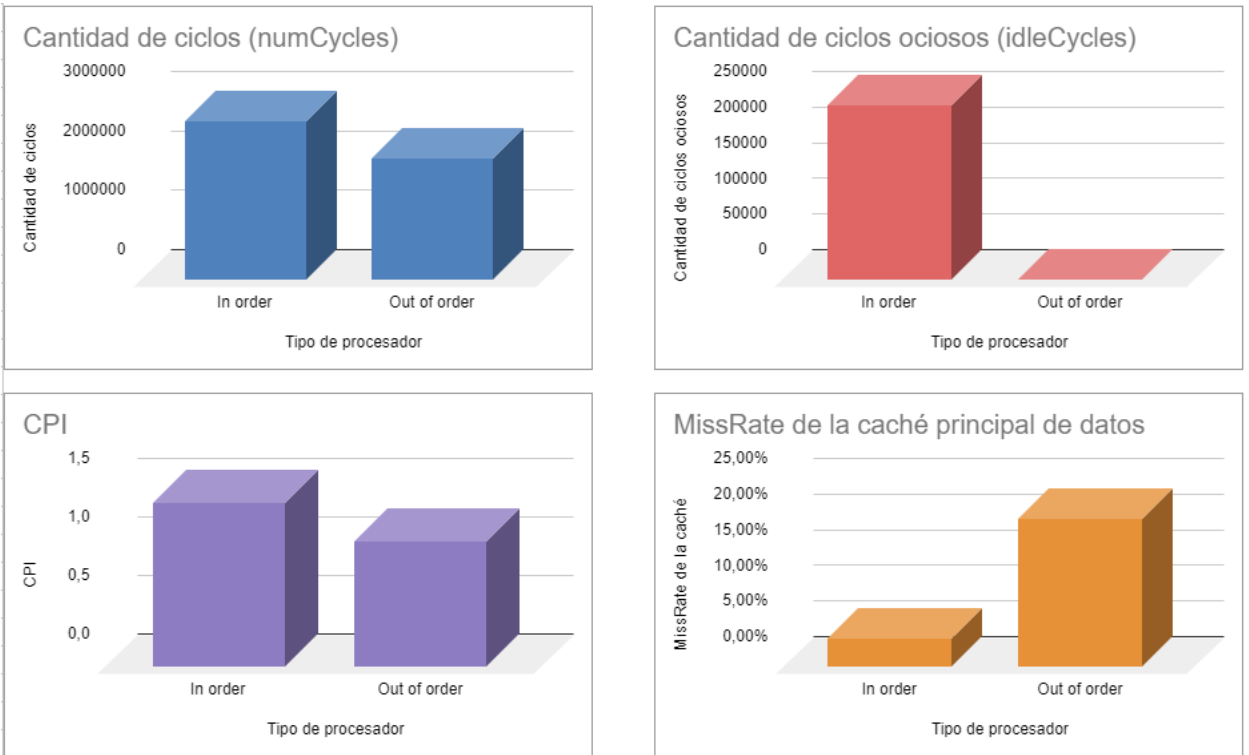 Cantidad de ciclos (numCycles)
3000000
2000000
1000000
0
Cantidad de ciclos
In order
Out of order
Tipo de procesador
Cantidad de ciclos ociosos (idleCycles)
250000
200000
150000
100000
50000
0
Cantidad de ciclos ociosos
In order
Out of order
Tipo de procesador
CPI
1,5
1,0
0,5
0,0
CPI
In order
Out of order
Tipo de procesador
MissRate de la caché principal de datos
25,00%
20,00%
15,00%
10,00%
5,00%
0,00%
MissRate de la caché
In order
Out of order
Tipo de procesador